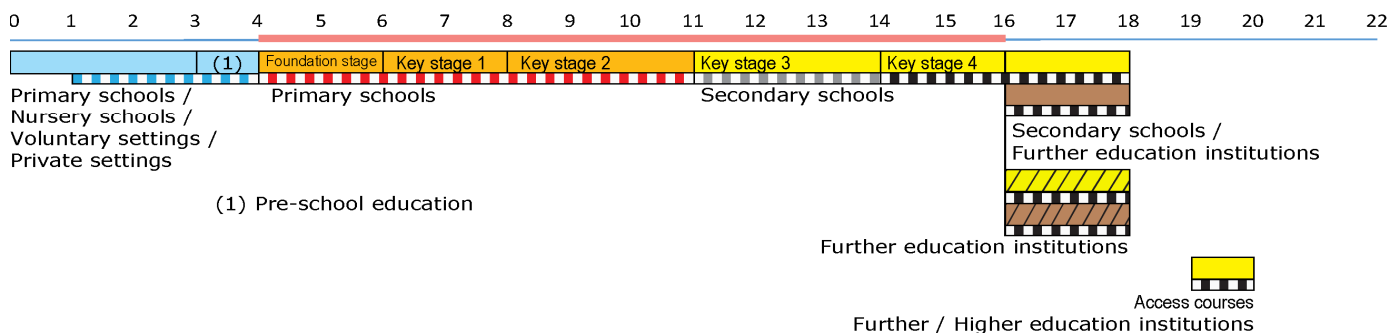 0 1 2 3 4 5 6 7 8 9 10 11 12 13 14 15 16 17 18 19 20 21 22
(1) Foundation stage Key stage 1 Key stage 2 Key stage 3 Key stage 4
Primary schools /
Nursery schools /
Voluntary settings /
Private settings
Primary schools
Secondary schools
Secondary schools /
Further education institutions
(1) Pre-school education
Further education institutions
Access courses
Further / Higher education institutions